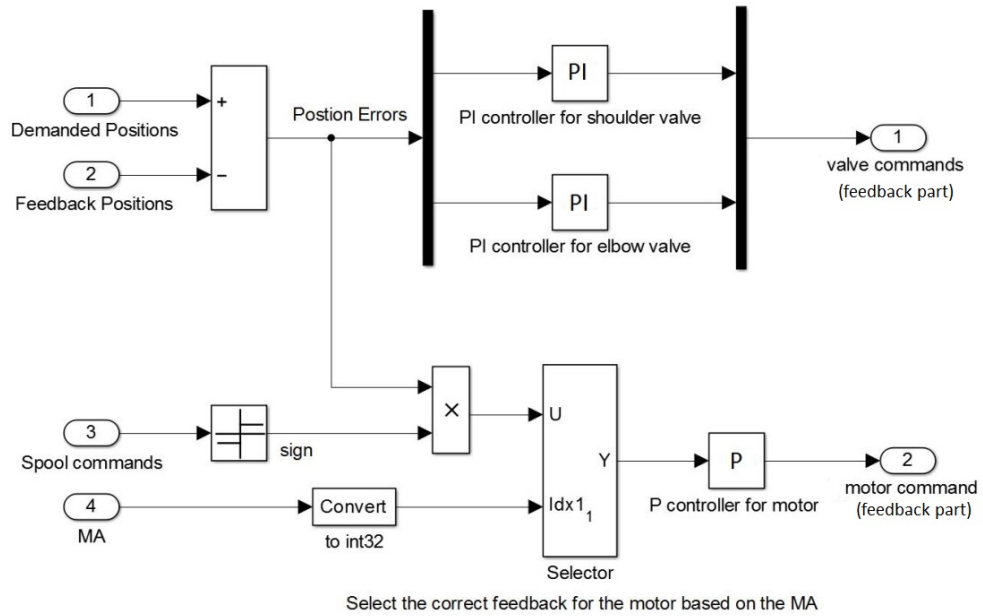 1
Demanded Positions
2
Feedback Positions
+
−
Postion Errors
PI
PI controller for shoulder valve
PI
PI controller for elbow valve
1
valve commands
(feedback part)
3
Spool commands
sign
×
4
MA
Convert
to int32
U
Y
Idx1 1
Selector
P
P controller for motor
2
motor command
(feedback part)
Select the correct feedback for the motor based on the MA